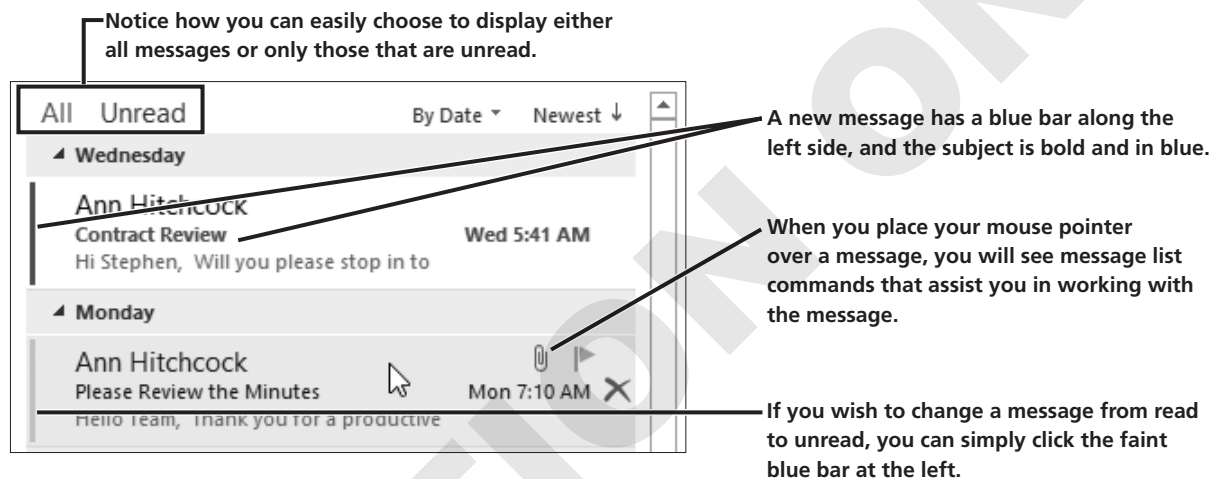 Notice how you can easily choose to display either
all messages or only those that are unread.
All Unread By Date Newest ↓
Wednesday
Ann Hitchcock
Contract Review Wed 5:41 AM
Hi Stephen, Will you please stop in to
Monday
Ann Hitchcock
Please Review the Minutes Mon 7:10 AM
Hello Team, Thank you for a productive
A new message has a blue bar along the
left side, and the subject is bold and in blue.
When you place your mouse pointer
over a message, you will see message list
commands that assist you in working with
the message.
If you wish to change a message from read
to unread, you can simply click the faint
blue bar at the left.